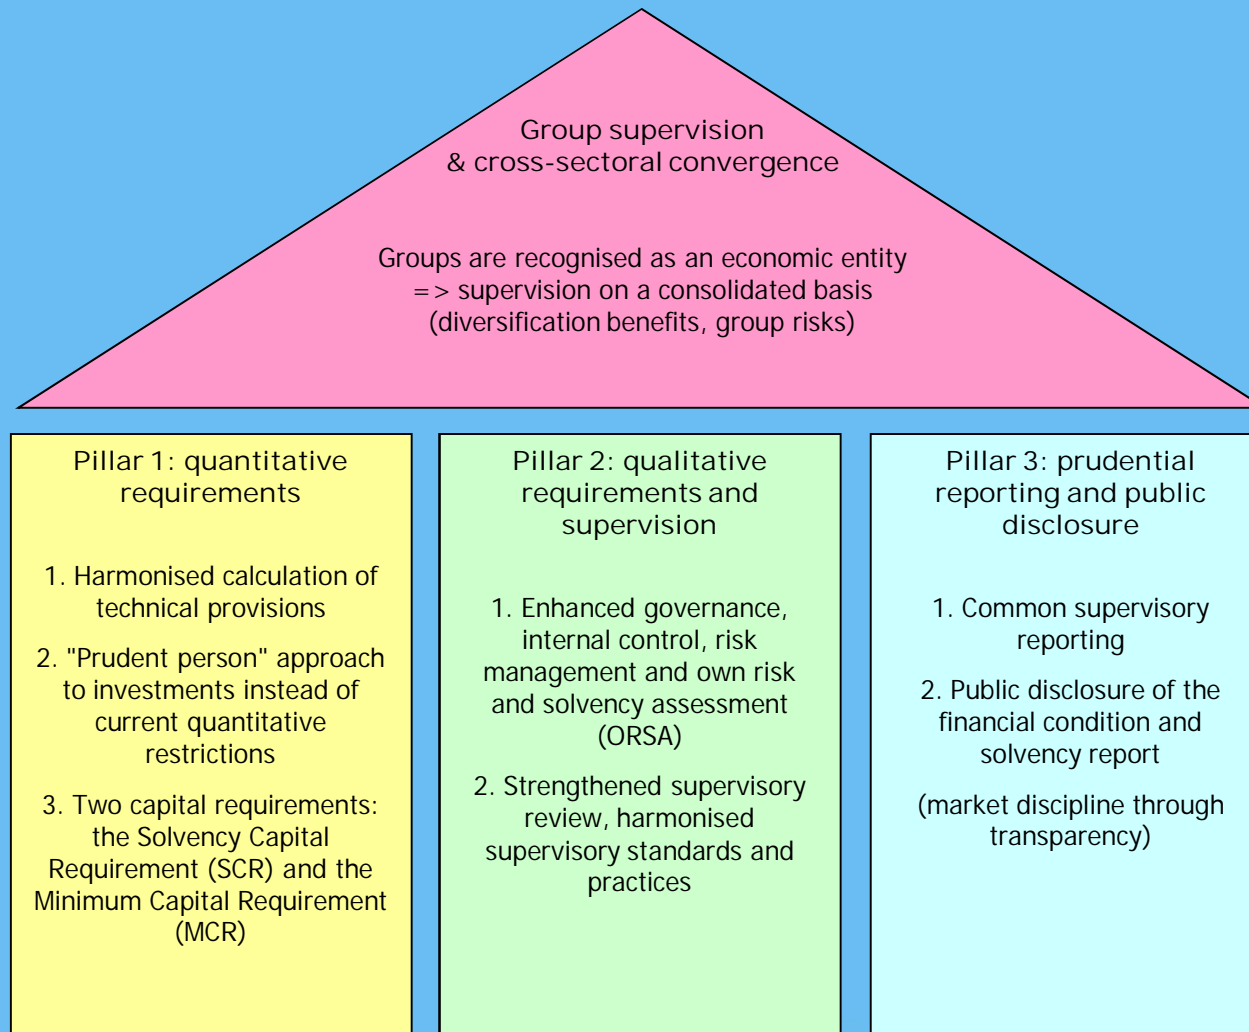 Group supervision
& cross-sectoral convergence
Groups are recognised as an economic entity
=> supervision on a consolidated basis
(diversification benefits, group risks)
Pillar 1: quantitative
requirements
1. Harmonised calculation of
technical provisions
2. "Prudent person" approach
to investments instead of
current quantitative
restrictions
3. Two capital requirements:
the Solvency Capital
Requirement (SCR) and the
Minimum Capital Requirement
(MCR)
Pillar 2: qualitative
requirements and
supervision
1. Enhanced governance,
internal control, risk
management and own risk
and solvency assessment
(ORSA)
2. Strengthened supervisory
review, harmonised
supervisory standards and
practices
Pillar 3: prudential
reporting and public
disclosure
1. Common supervisory
reporting
2. Public disclosure of the
financial condition and
solvency report
(market discipline through
transparency)